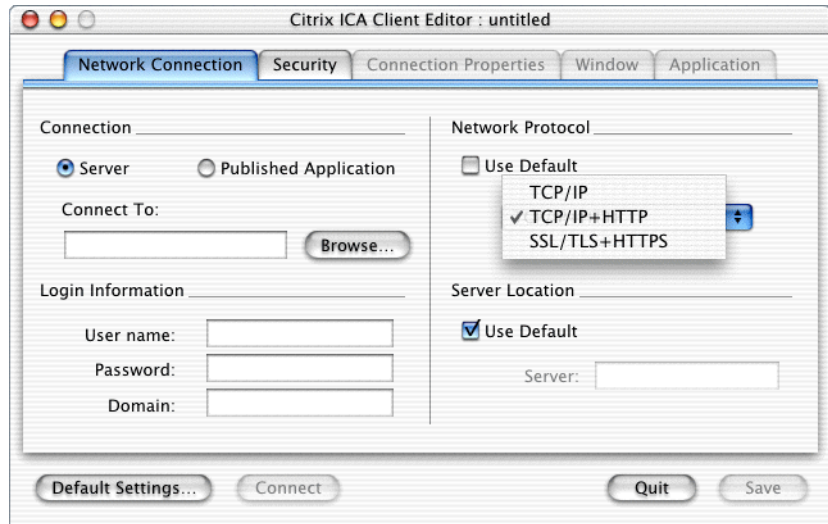 Citrix ICA Client Editor : untitled
Network Connection Security Connection Properties Window Application
Connection
Server Published Application
Connect To:
Browse...
Login Information
User name:
Password:
Domain:
Network Protocol
Use Default
TCP/IP
TCP/IP+HTTP
SSL/TLS+HTTPS
Server Location
Use Default
Server:
Default Settings... Connect Quit Save